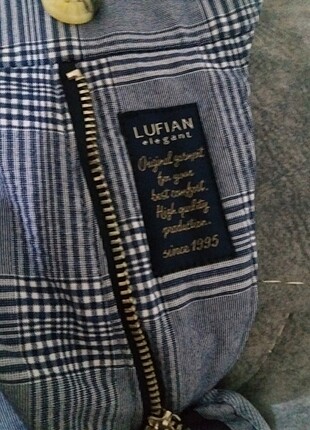 LUFIAN
elegant
Original garment
for your
best comfort.
High quality
production.
since 1995